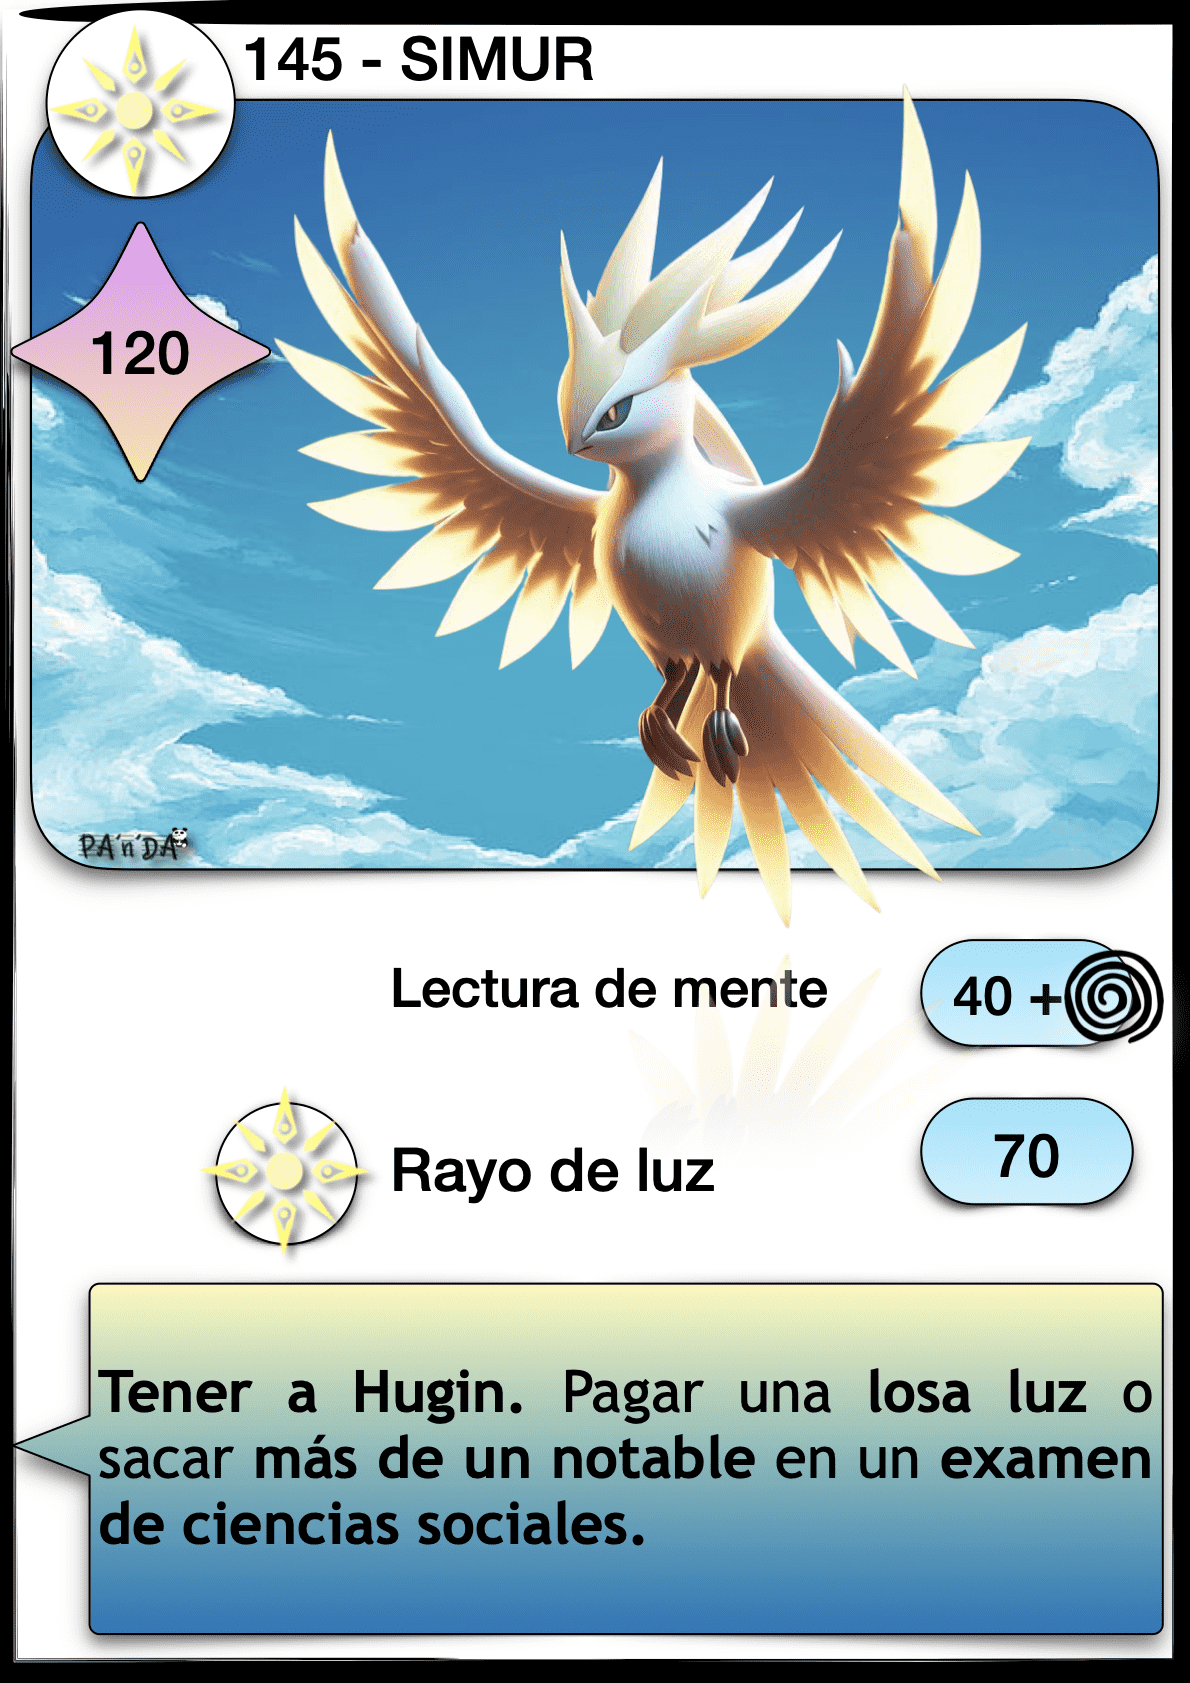 145 - SIMUR
120
PA'n'DA
Lectura de mente
40 +
Rayo de luz
70
Tener a Hugin. Pagar una losa luz o
sacar más de un notable en un examen
de ciencias sociales.